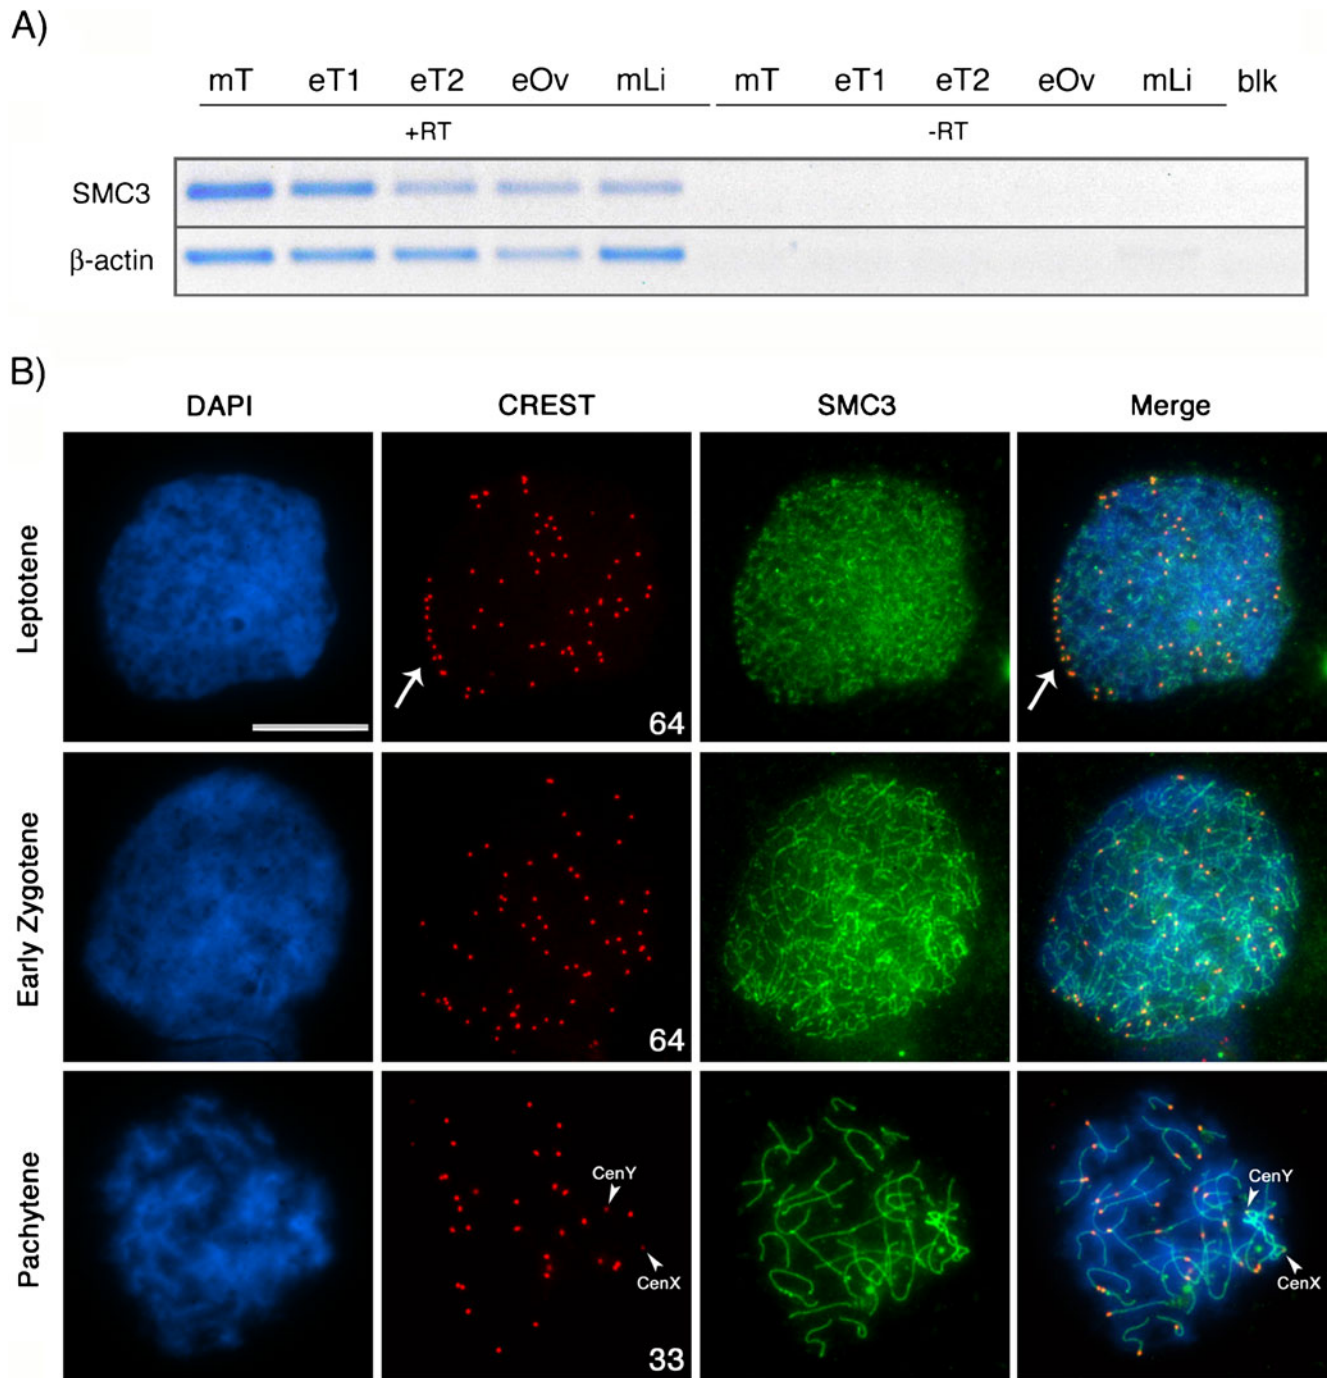 A)
mT eT1 eT2 eOv mLi mT eT1 eT2 eOv mLi blk
+RT -RT
SMC3
β-actin
B)
DAPI CREST SMC3 Merge
Leptotene
64
Early Zygotene
64
Pachytene
CenY CenY
CenX CenX
33